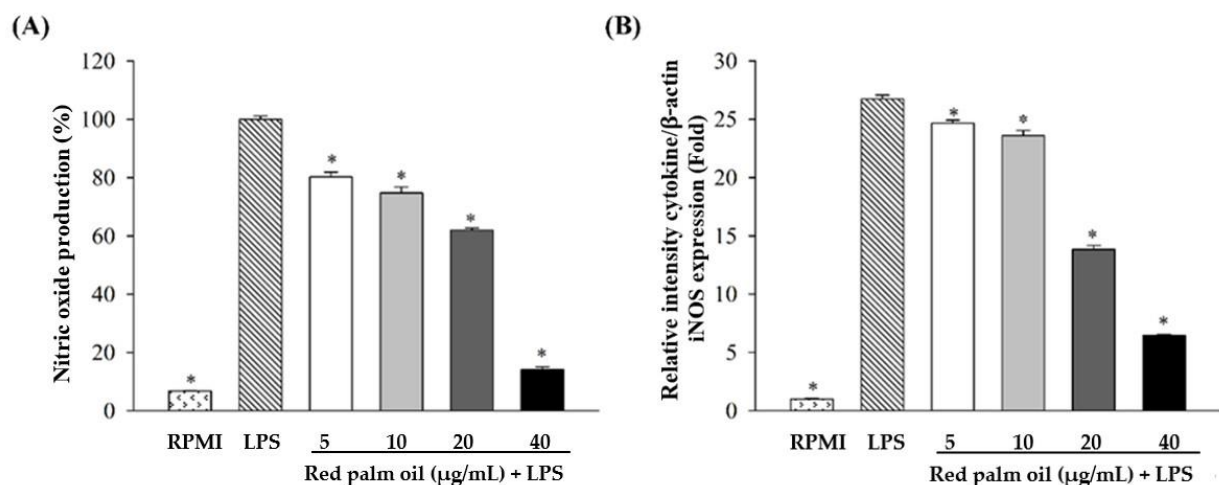 (A)
Nitric oxide production (%)
120
100
80
60
40
20
0
*
*
*
*
*
RPMI LPS 5 10 20 40
Red palm oil (μg/mL) + LPS
(B)
Relative intensity cytokine/β-actin
iNOS expression (Fold)
30
25
20
15
10
5
0
*
*
*
*
*
RPMI LPS 5 10 20 40
Red palm oil (μg/mL) + LPS